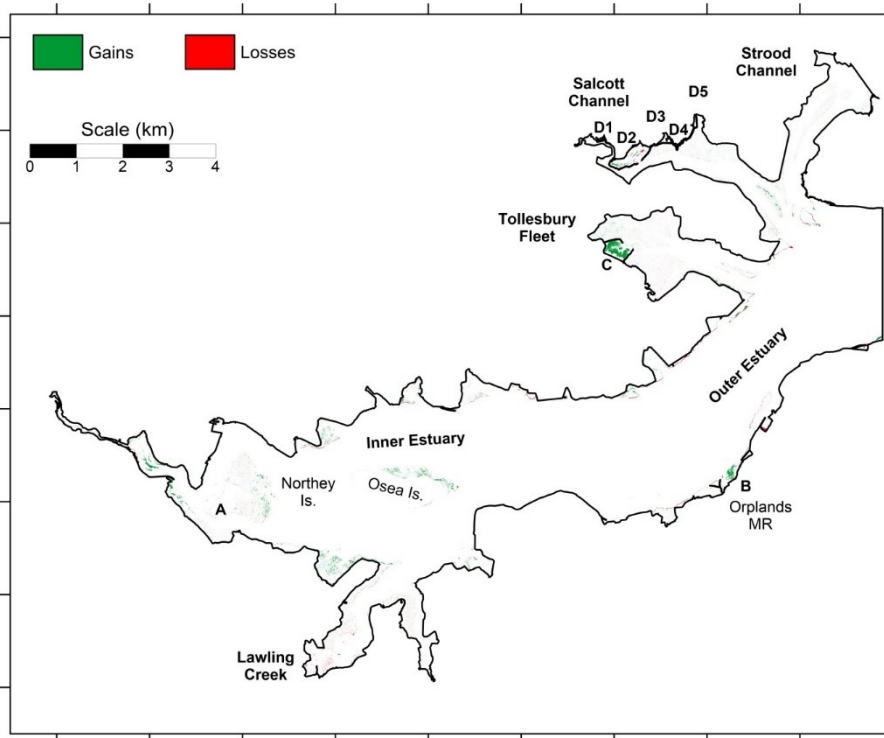 Gains
Losses
Scale (km)
0 1 2 3 4
Strood
Channel
Salcott
Channel
D1
D2
D3
D4
D5
Tollesbury
Fleet
C
Outer Estuary
Inner Estuary
Northey
Is.
Osea Is.
A
B
Orplands
MR
Lawling
Creek